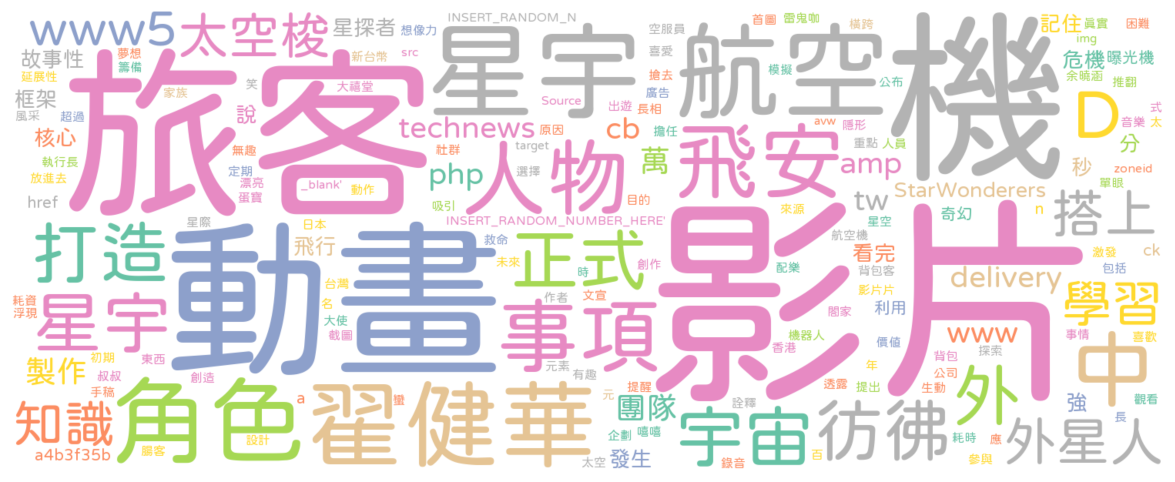 www5
太空梭
星探者
想像力
INSERT_RANDOM_N
星宇
航空
機
空服員
首圖
雷鬼咖
橫跨
記住
真實
困難
故事性
夢想
籌備
新台幣
src
喜愛
模擬
公布
危機
曝光機
img
延展性
家族
笑
大禧堂
搶去
廣告
余曉涵
推翻
框架
風采
超過
旅客
說
Source
出遊
長相
D
音樂
式
太
核心
無趣
technews
原因
cb
擔任
avw
隱形
飛安
重點
人員
分
執行長
放進去
定期
漂亮
蛋寶
_blank'
動作
社群
target
php
人物
選擇
萬
amp
秒
zoneid
單眼
href
吸引
目的
tw
StarWonderers
n
星際
日本
INSERT_RANDOM_NUMBER_HERE'
來源
星空
奇幻
搭上
打造
動畫
飛行
救命
未來
正式
時
創作
影片
航空機
背包客
看完
激發
ck
包括
台灣
名
大使
截圖
作者
文宣
配樂
影片片
delivery
耗資
浮現
星宇
事項
閣家
機器人
香港
利用
價值
www
探索
學習
事情
喜歡
製作
初期
東西
叔叔
手稿
創造
元素
有趣
年
背包
公司
生動
透露
提出
外
中
知識
角色
a
翟健華
蠻
元
提醒
團隊
詮釋
宇宙
彷彿
強
觀看
長
a4b3f35b
屬客
設計
太空
發生
企劃
嘻嘻
錄音
百
耗時
應
參與
外星人